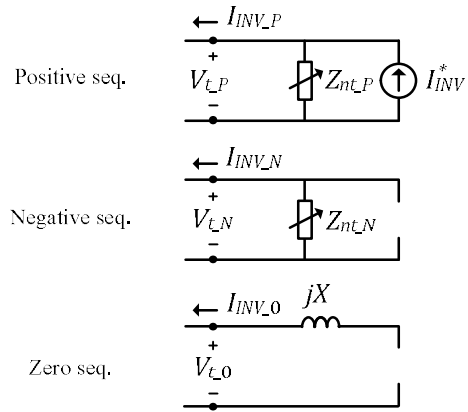 I_INV_P
+
Positive seq.
V_t_P
Z_nt_P
I*_INV
−
I_INV_N
+
Negative seq.
V_t_N
Z_nt_N
−
I_INV_0
jX
+
Zero seq.
V_t_0
−